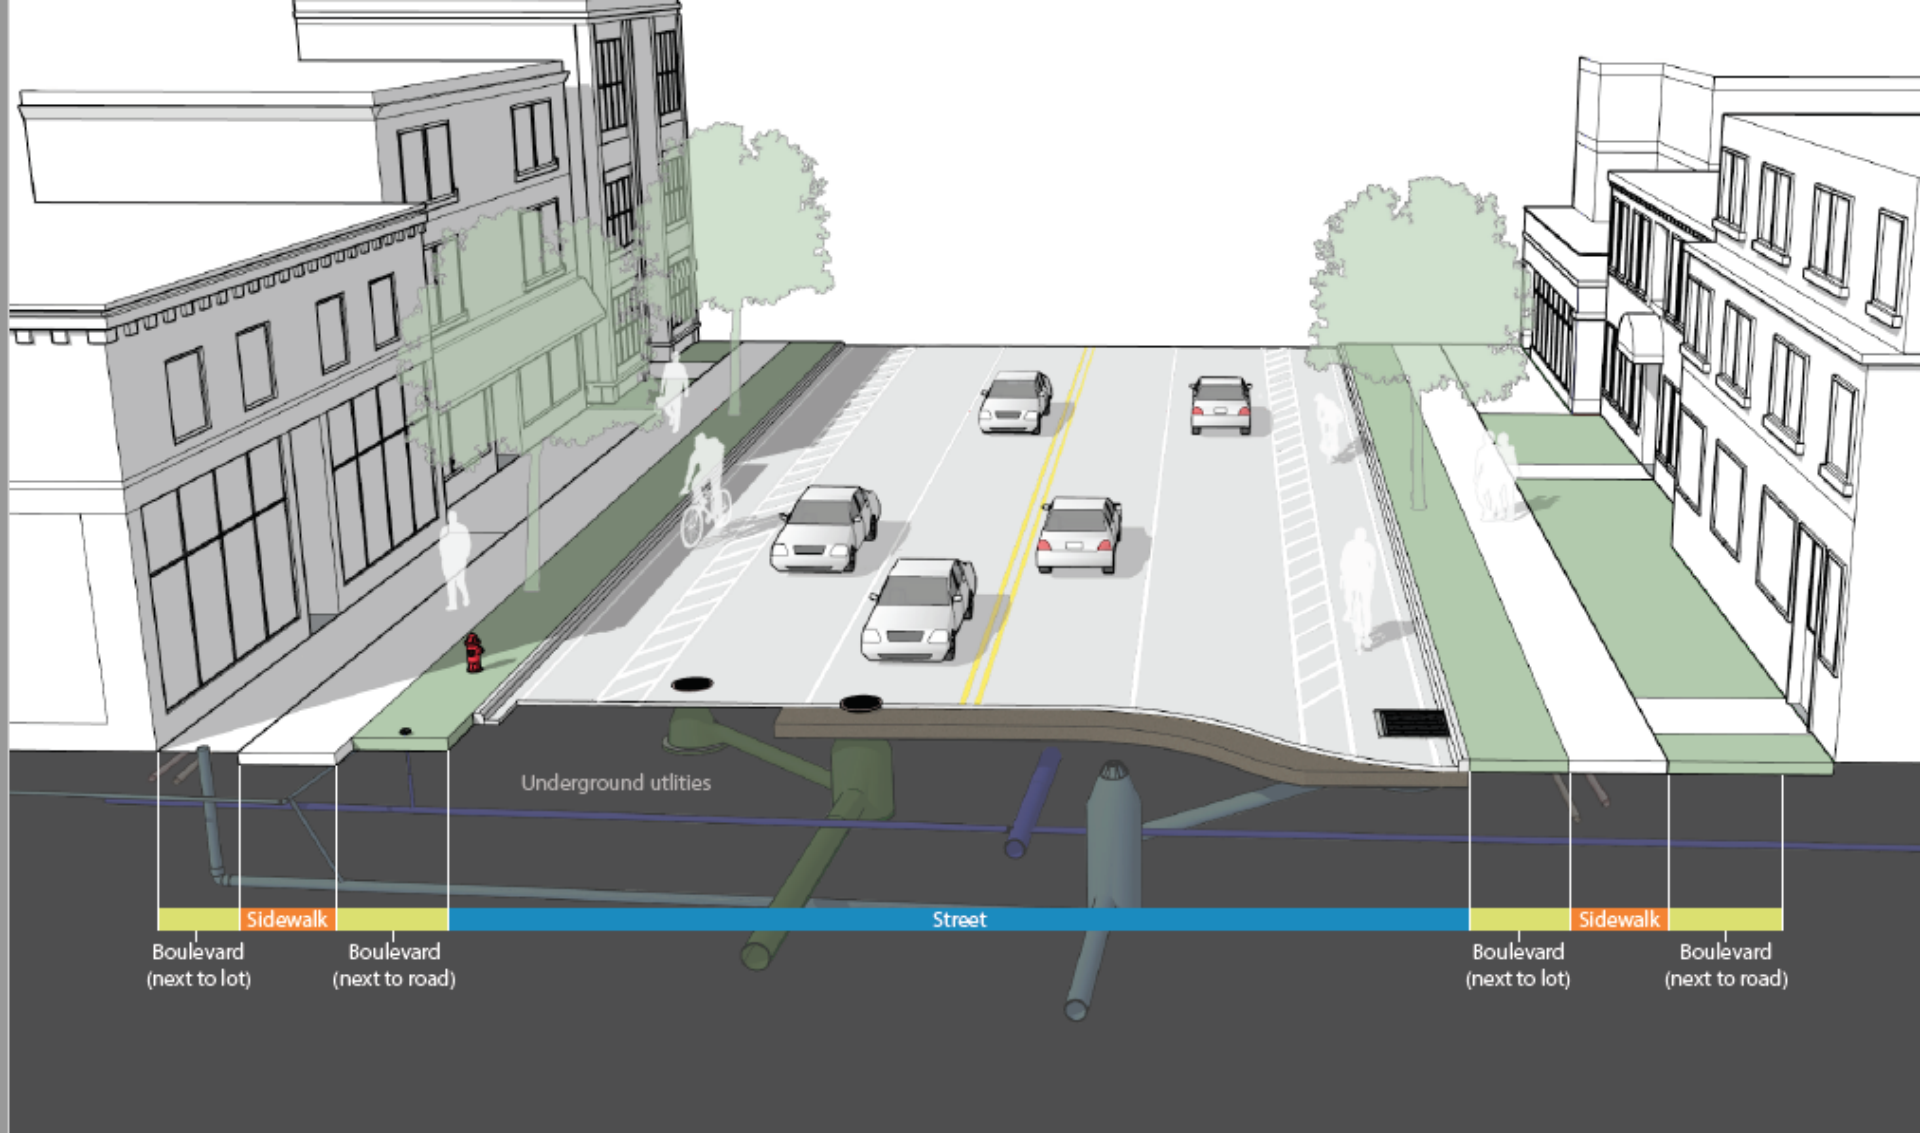 Underground utlities
Sidewalk
Street
Sidewalk
Boulevard
(next to lot)
Boulevard
(next to road)
Boulevard
(next to lot)
Boulevard
(next to road)